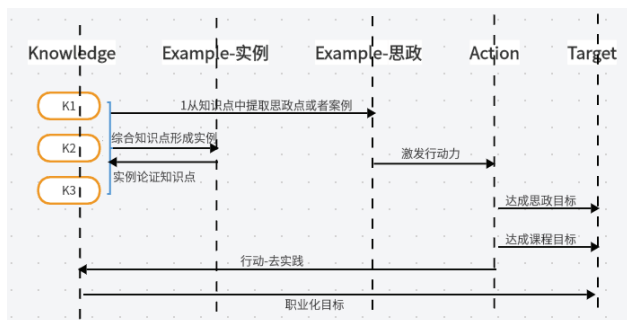 Knowledge
Example-实例
Example-思政
Action
Target
K1
1从知识点中提取思政点或者案例
综合知识点形成实例
K2
激发行动力
实例论证知识点
K3
达成思政目标
达成课程目标
行动-去实践
职业化目标